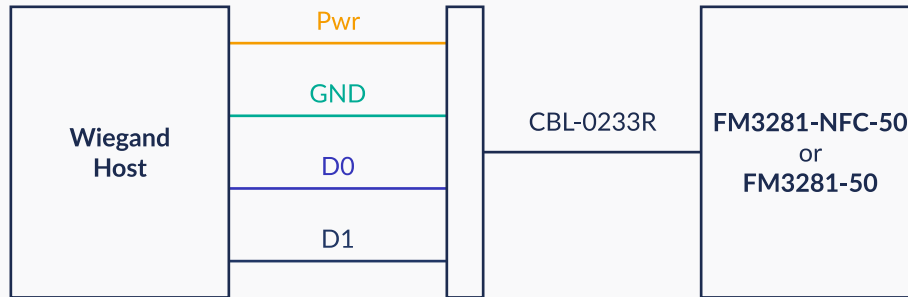 Pwr
GND
D0
D1
Wiegand
Host
CBL-0233R
FM3281-NFC-50
or
FM3281-50